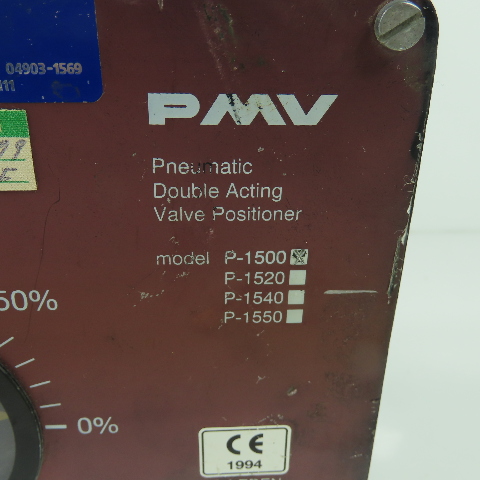 04903-1569
PMV
Pneumatic
Double Acting
Valve Positioner
model P-1500
P-1520
P-1540
P-1550
50%
0%
CE
1994